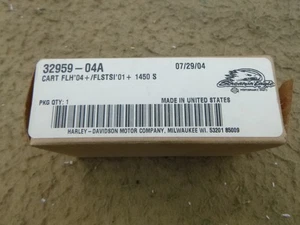 32959-04A
07/29/04
CART FLH'04+/FLSTSI'01+ 1450 S
PKG QTY: 1
MADE IN UNITED STATES
HARLEY-DAVIDSON MOTOR COMPANY, MILWAUKEE WI. 53201 85009